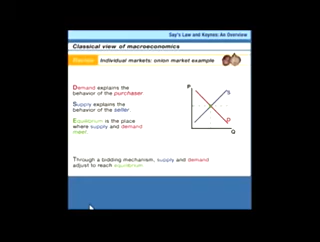 Say's Law and Keynes: An Overview
Classical view of macroeconomics
Review Individual markets: onion market example
Demand explains the
behavior of the purchaser.
Supply explains the
behavior of the seller.
Equilibrium is the place
where supply and demand
meet.
P
S
D
Q
Through a bidding mechanism, supply and demand
adjust to reach equilibrium.